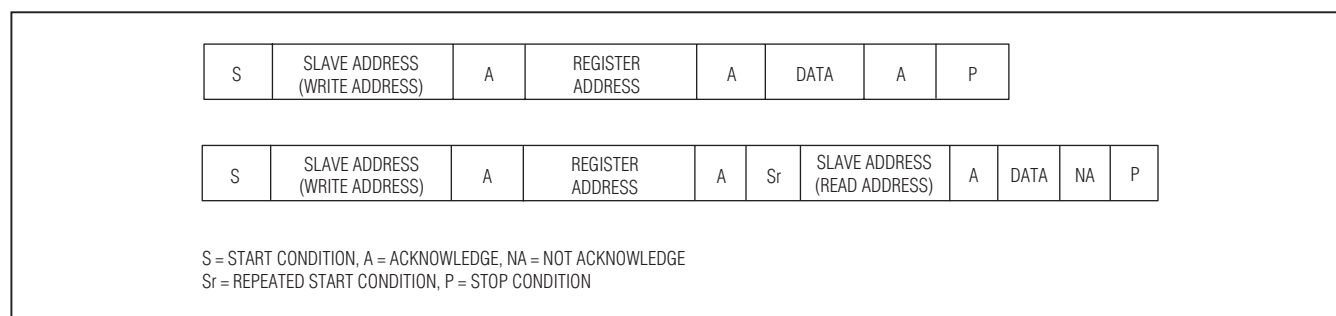 S SLAVE ADDRESS (WRITE ADDRESS) A REGISTER ADDRESS A DATA A P
S SLAVE ADDRESS (WRITE ADDRESS) A REGISTER ADDRESS A Sr SLAVE ADDRESS (READ ADDRESS) A DATA NA P
S = START CONDITION, A = ACKNOWLEDGE, NA = NOT ACKNOWLEDGE
Sr = REPEATED START CONDITION, P = STOP CONDITION